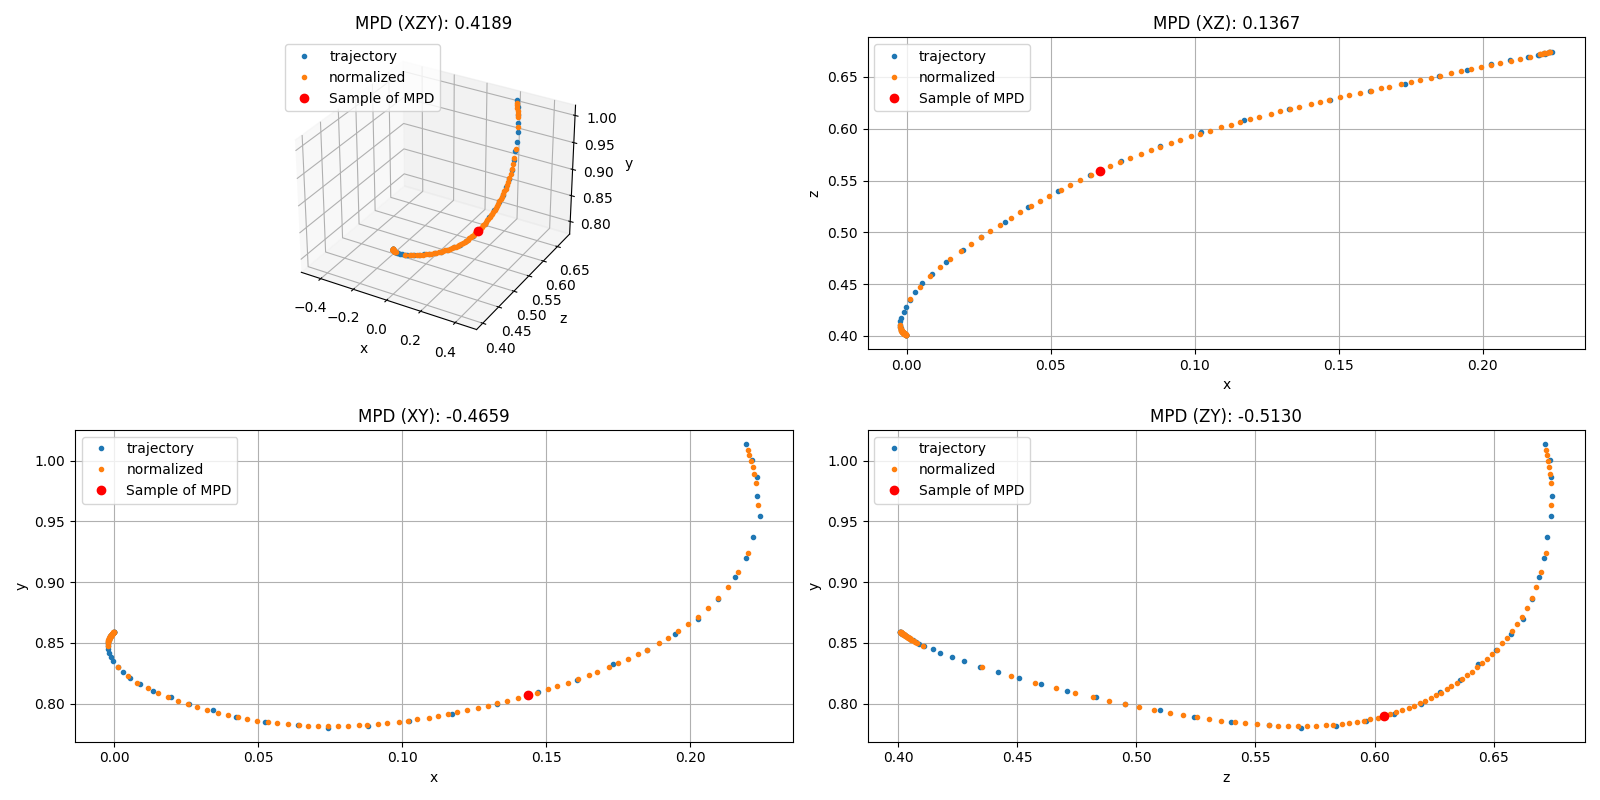 MPD (XZY): 0.4189
trajectory
normalized
Sample of MPD
1.00
0.95
0.90
0.85
0.80
y
0.65
0.60
0.55
0.50
0.45
0.40
z
−0.4
−0.2
0.0
0.2
0.4
x
MPD (XZ): 0.1367
trajectory
normalized
Sample of MPD
z
0.65
0.60
0.55
0.50
0.45
0.40
0.00 0.05 0.10 0.15 0.20
x
MPD (XY): -0.4659
trajectory
normalized
Sample of MPD
y
1.00
0.95
0.90
0.85
0.80
0.00 0.05 0.10 0.15 0.20
x
MPD (ZY): -0.5130
trajectory
normalized
Sample of MPD
y
1.00
0.95
0.90
0.85
0.80
0.40 0.45 0.50 0.55 0.60 0.65
z